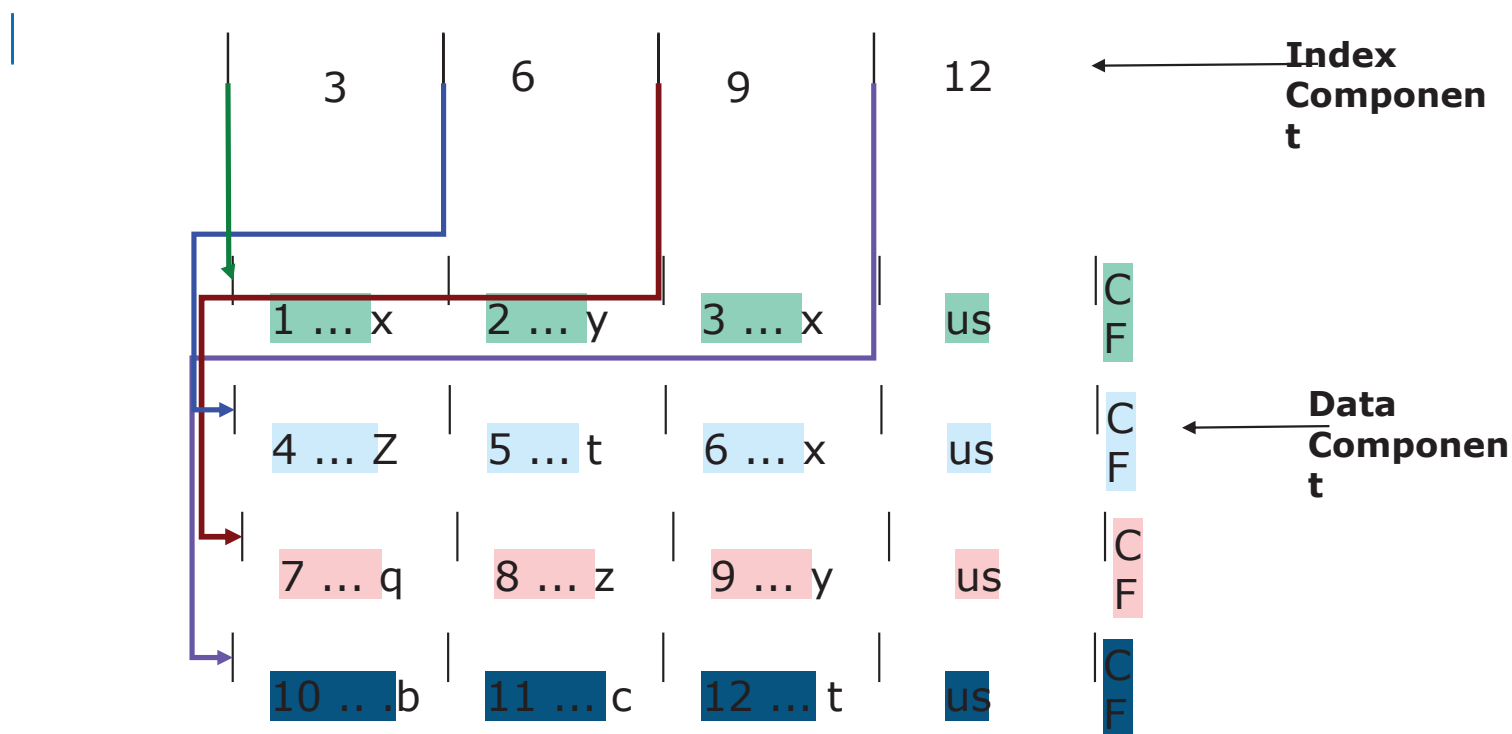 3 6 9 12
Index
Componen
t
1 ... x 2 ... y 3 ... x us C
F
4 ... Z 5 ... t 6 ... x us C
F
Data
Componen
t
7 ... q 8 ... z 9 ... y us C
F
10 .. .b 11 ... c 12 ... t us C
F